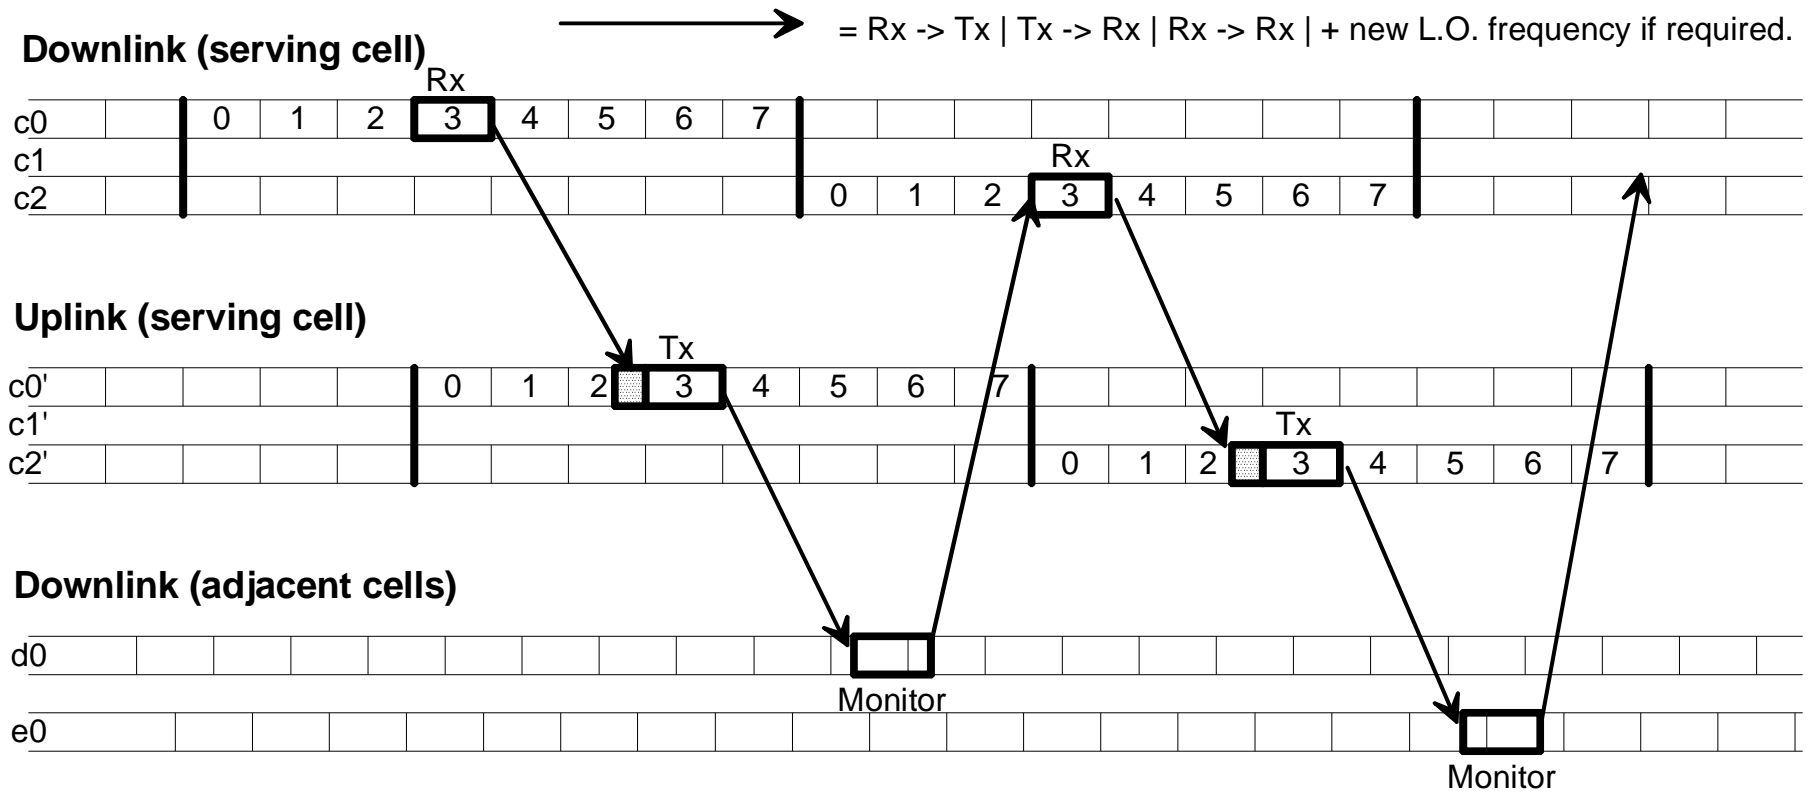 = Rx -> Tx | Tx -> Rx | Rx -> Rx | + new L.O. frequency if required.
Downlink (serving cell)
Rx
c0 0 1 2 3 4 5 6 7
c1 Rx
c2 0 1 2 3 4 5 6 7
Uplink (serving cell)
Tx
c0' 0 1 2 3 4 5 6 7
c1' Tx
c2' 0 1 2 3 4 5 6 7
Downlink (adjacent cells)
d0
Monitor
e0
Monitor